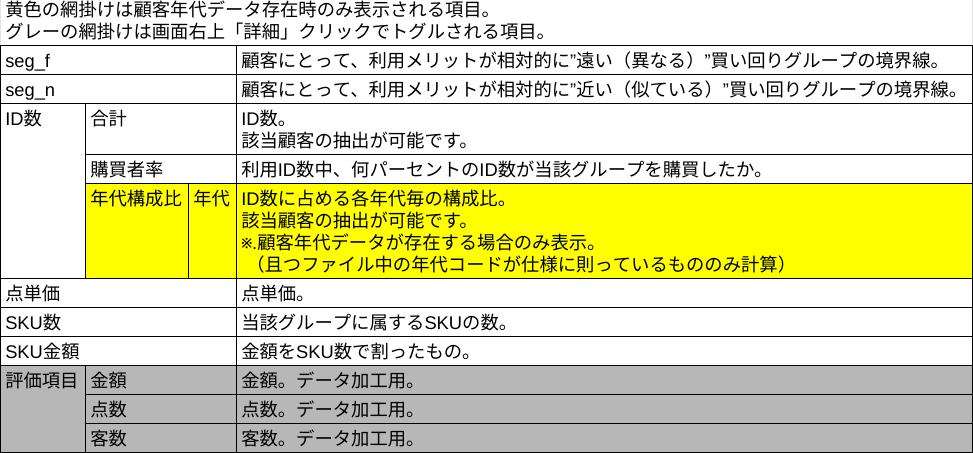 黄色の網掛けは顧客年代データ存在時のみ表示される項目。
グレーの網掛けは画面右上「詳細」クリックでトグルされる項目。
seg_f 顧客にとって、利用メリットが相対的に”遠い（異なる）”買い回りグループの境界線。
seg_n 顧客にとって、利用メリットが相対的に”近い（似ている）”買い回りグループの境界線。
ID数 合計 ID数。
該当顧客の抽出が可能です。
購買者率 利用ID数中、何パーセントのID数が当該グループを購買したか。
年代構成比 年代 ID数に占める各年代毎の構成比。
該当顧客の抽出が可能です。
※.顧客年代データが存在する場合のみ表示。
（且つファイル中の年代コードが仕様に則っているもののみ計算）
点単価 点単価。
SKU数 当該グループに属するSKUの数。
SKU金額 金額をSKU数で割ったもの。
評価項目 金額 金額。データ加工用。
点数 点数。データ加工用。
客数 客数。データ加工用。